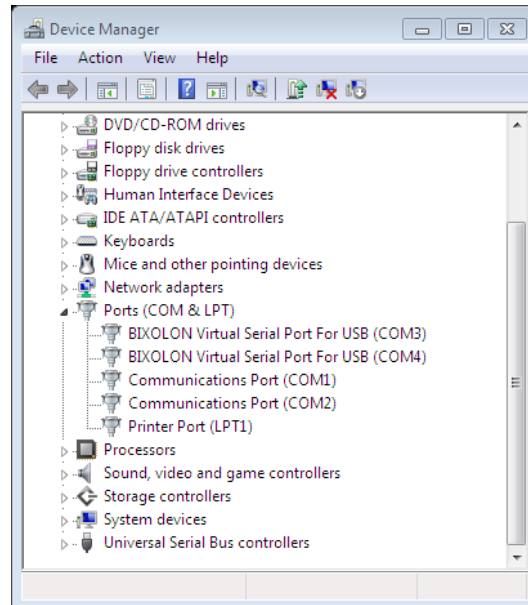 Device Manager
File Action View Help
DVD/CD-ROM drives
Floppy disk drives
Floppy drive controllers
Human Interface Devices
IDE ATA/ATAPI controllers
Keyboards
Mice and other pointing devices
Network adapters
Ports (COM & LPT)
BIXOLON Virtual Serial Port For USB (COM3)
BIXOLON Virtual Serial Port For USB (COM4)
Communications Port (COM1)
Communications Port (COM2)
Printer Port (LPT1)
Processors
Sound, video and game controllers
Storage controllers
System devices
Universal Serial Bus controllers